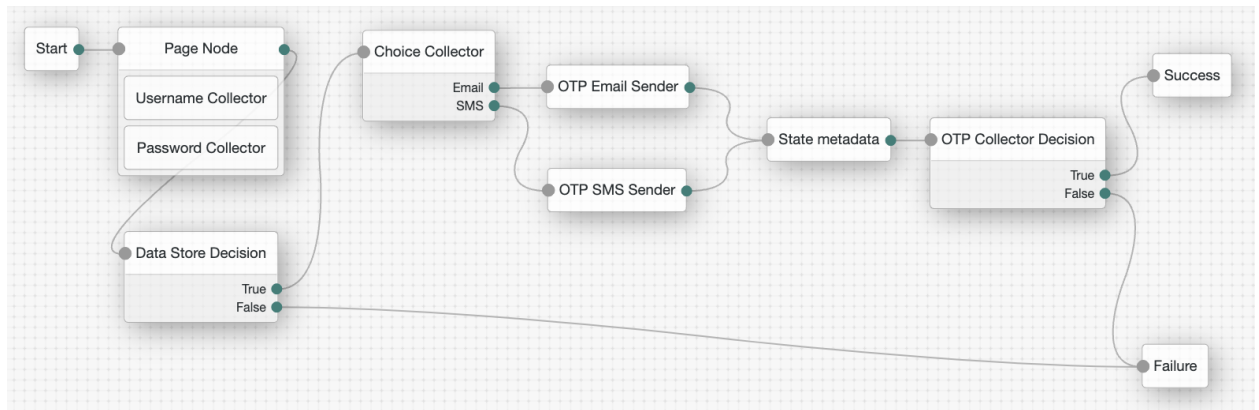 Start
Page Node
Username Collector
Password Collector
Data Store Decision
True
False
Choice Collector
Email
SMS
OTP Email Sender
OTP SMS Sender
State metadata
OTP Collector Decision
True
False
Success
Failure